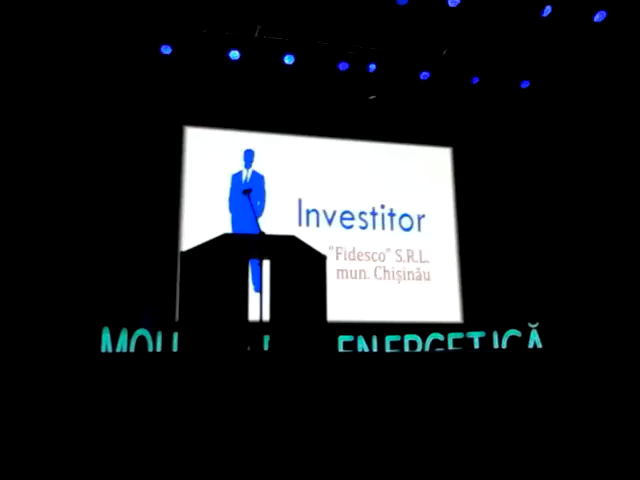 Investitor
"Fidesco" S.R.L.
mun. Chișinău
ENERGETICĂ